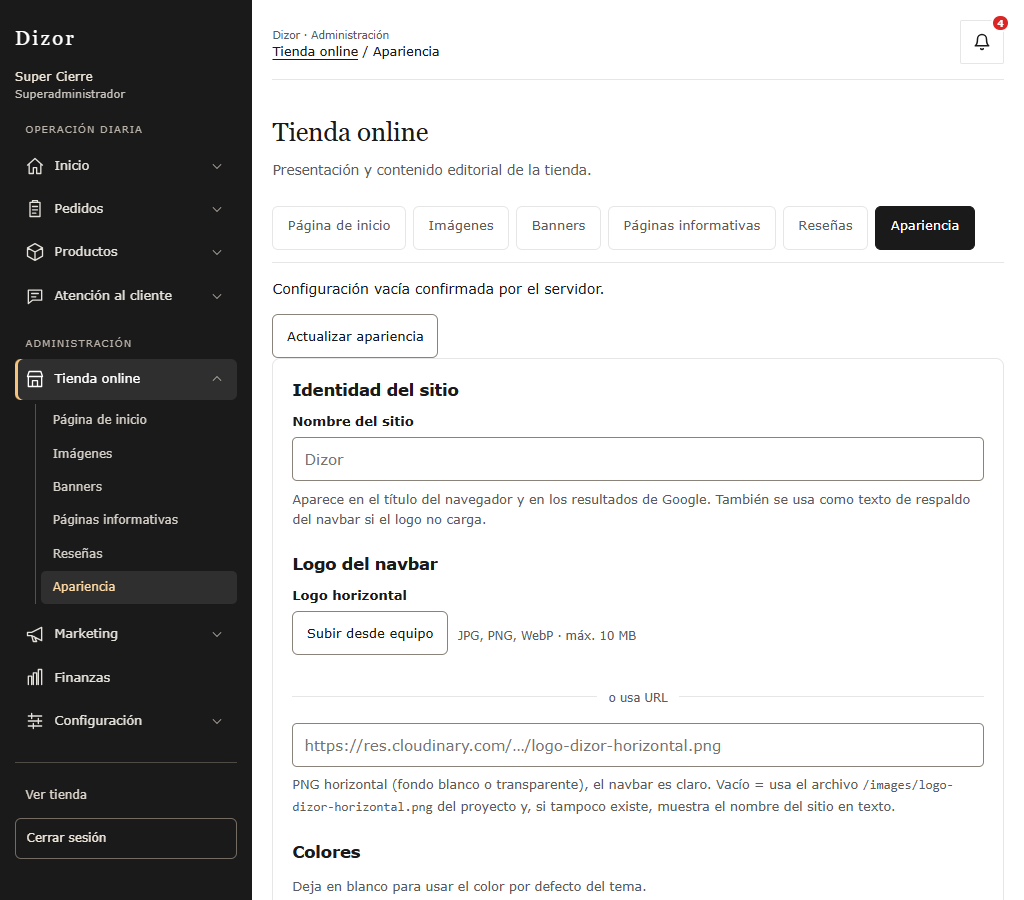 Dizor
Super Cierre
Superadministrador
OPERACIÓN DIARIA
Inicio
Pedidos
Productos
Atención al cliente
ADMINISTRACIÓN
Tienda online
Página de inicio
Imágenes
Banners
Páginas informativas
Reseñas
Apariencia
Marketing
Finanzas
Configuración
Ver tienda
Cerrar sesión
Dizor · Administración
Tienda online / Apariencia
4
Tienda online
Presentación y contenido editorial de la tienda.
Página de inicio
Imágenes
Banners
Páginas informativas
Reseñas
Apariencia
Configuración vacía confirmada por el servidor.
Actualizar apariencia
Identidad del sitio
Nombre del sitio
Dizor
Aparece en el título del navegador y en los resultados de Google. También se usa como texto de respaldo
del navbar si el logo no carga.
Logo del navbar
Logo horizontal
Subir desde equipo
JPG, PNG, WebP · máx. 10 MB
o usa URL
https://res.cloudinary.com/.../logo-dizor-horizontal.png
PNG horizontal (fondo blanco o transparente), el navbar es claro. Vacío = usa el archivo /images/logo-
dizor-horizontal.png del proyecto y, si tampoco existe, muestra el nombre del sitio en texto.
Colores
Deja en blanco para usar el color por defecto del tema.